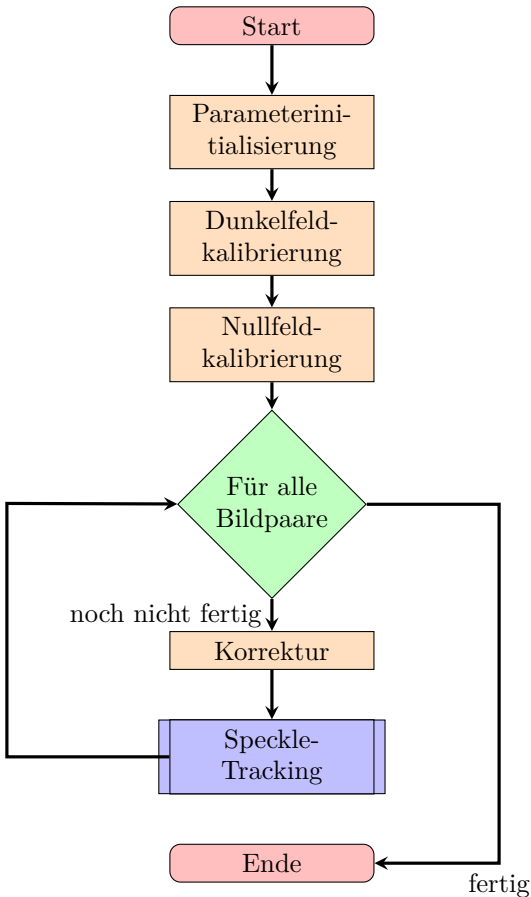 Start
Parameterini-
tialisierung
Dunkelfeld-
kalibrierung
Nullfeld-
kalibrierung
Für alle
Bildpaare
noch nicht fertig
Korrektur
Speckle-
Tracking
Ende
fertig